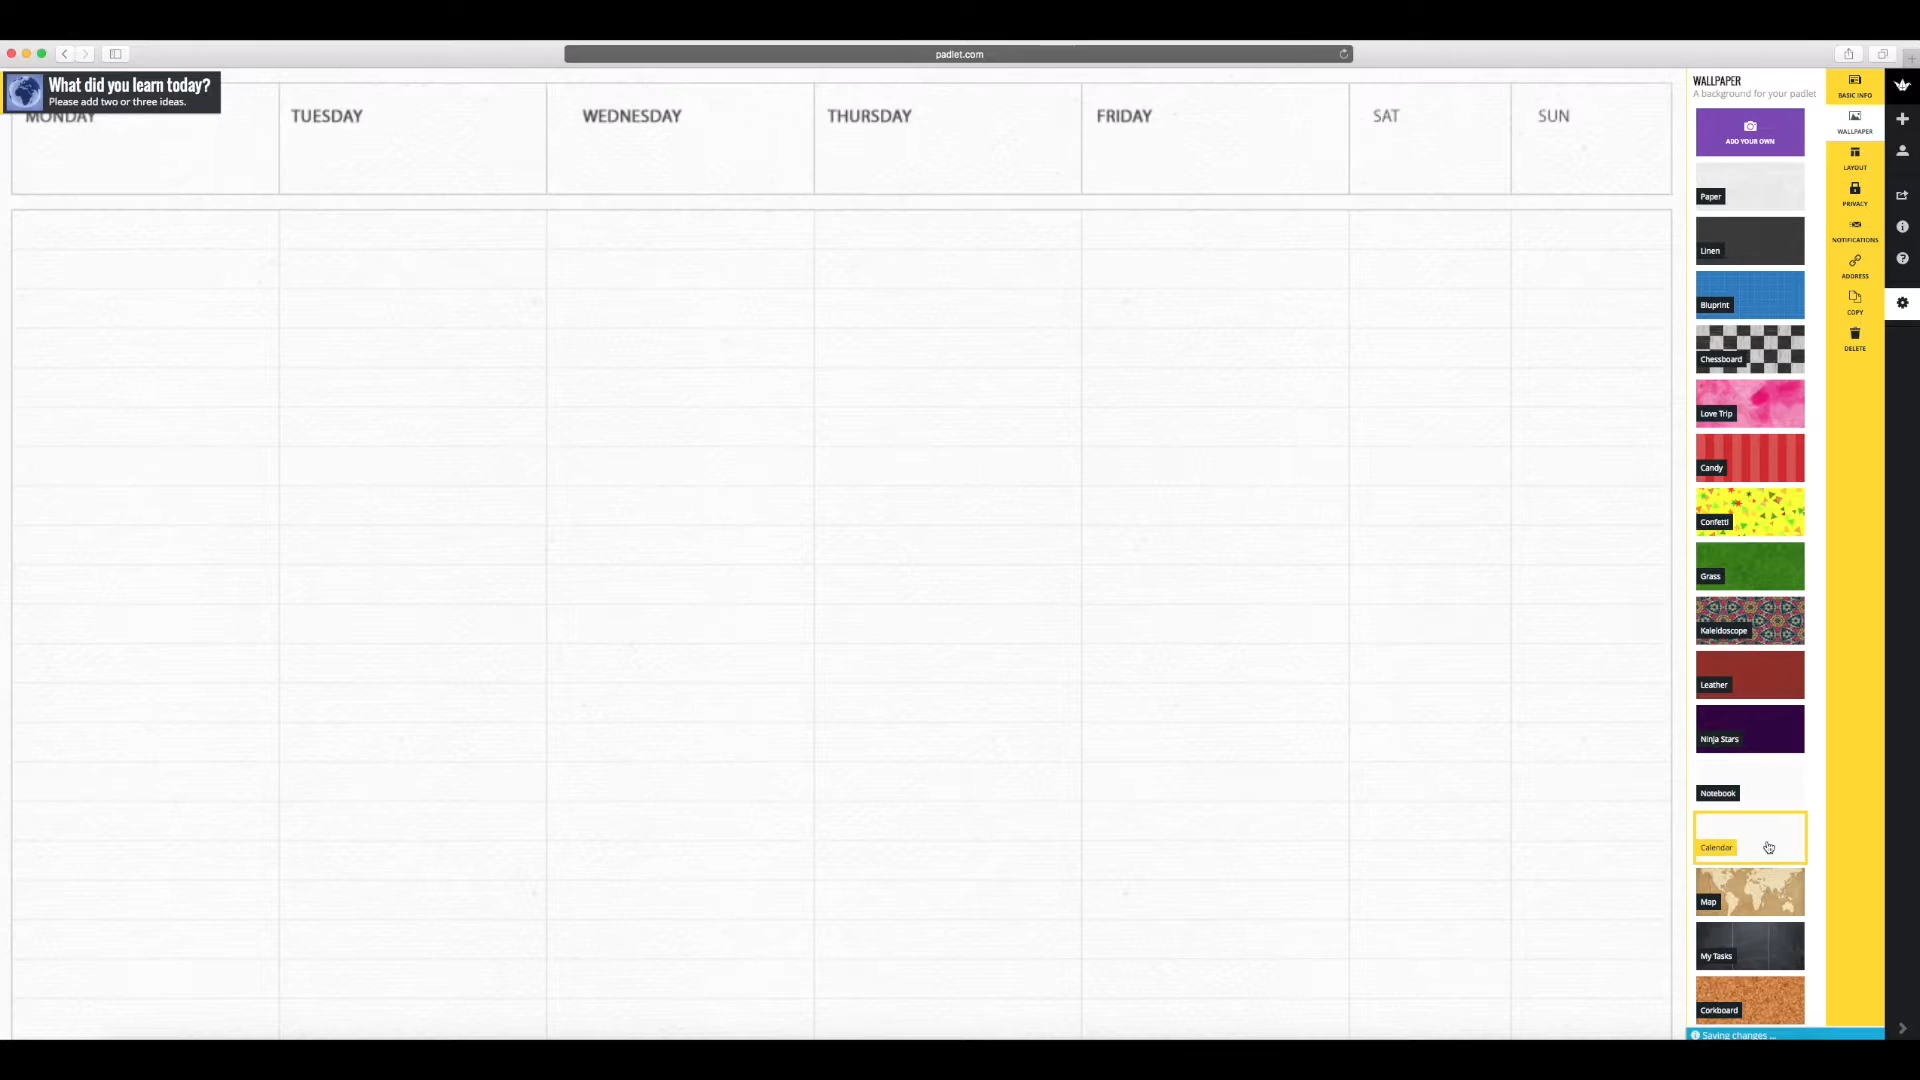 padlet.com
What did you learn today?
Please add two or three ideas.
MONDAY
TUESDAY
WEDNESDAY
THURSDAY
FRIDAY
SAT
SUN
WALLPAPER
A background for your padlet
ADD YOUR OWN
Paper
Linen
Bluprint
Chessboard
Love Trip
Candy
Confetti
Grass
Kaleidoscope
Leather
Ninja Stars
Notebook
Calendar
Map
My Tasks
Corkboard
Saving changes ...
BASIC INFO
WALLPAPER
LAYOUT
PRIVACY
NOTIFICATIONS
ADDRESS
COPY
DELETE